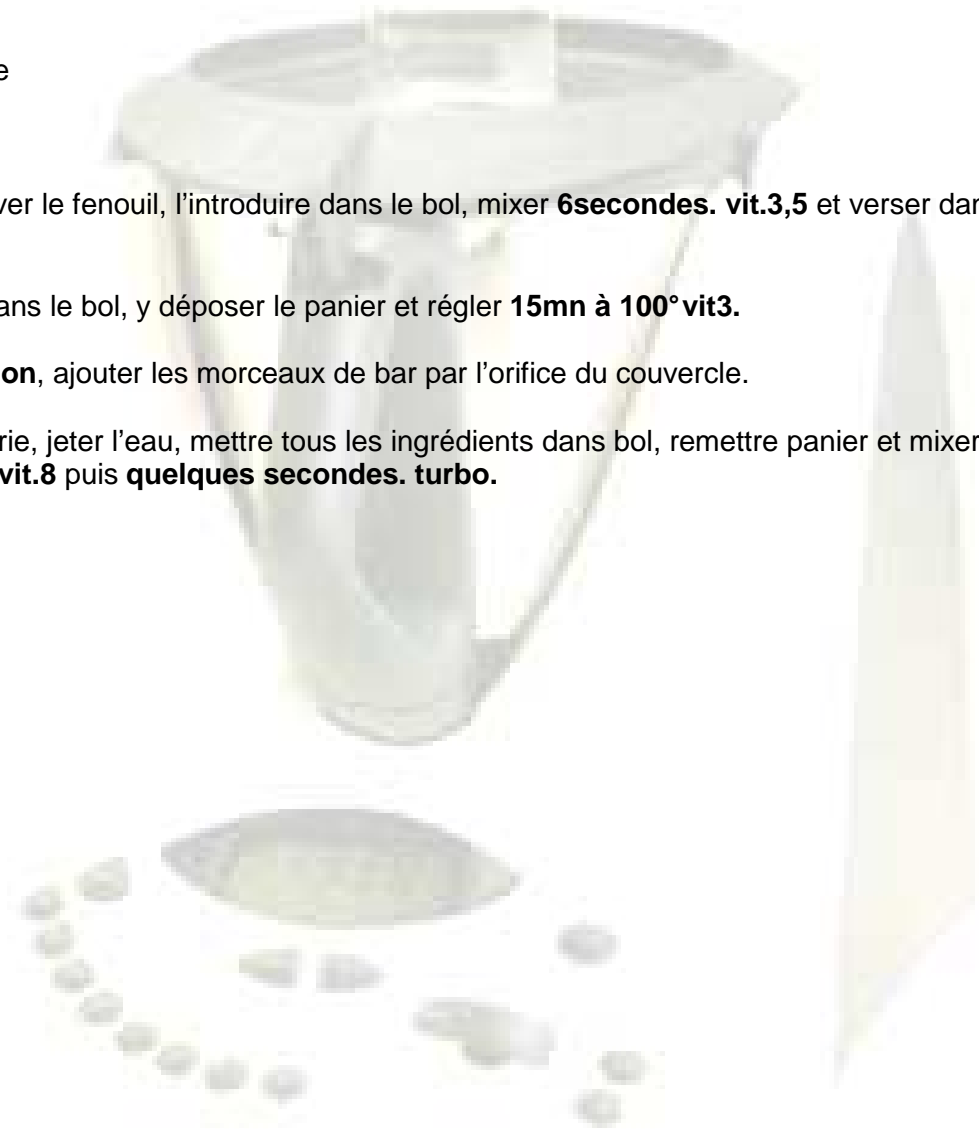 e
ver le fenouil, l’introduire dans le bol, mixer 6secondes. vit.3,5 et verser dan
ans le bol, y déposer le panier et régler 15mn à 100° vit3.
on, ajouter les morceaux de bar par l’orifice du couvercle.
rie, jeter l’eau, mettre tous les ingrédients dans bol, remettre panier et mixer
vit.8 puis quelques secondes. turbo.